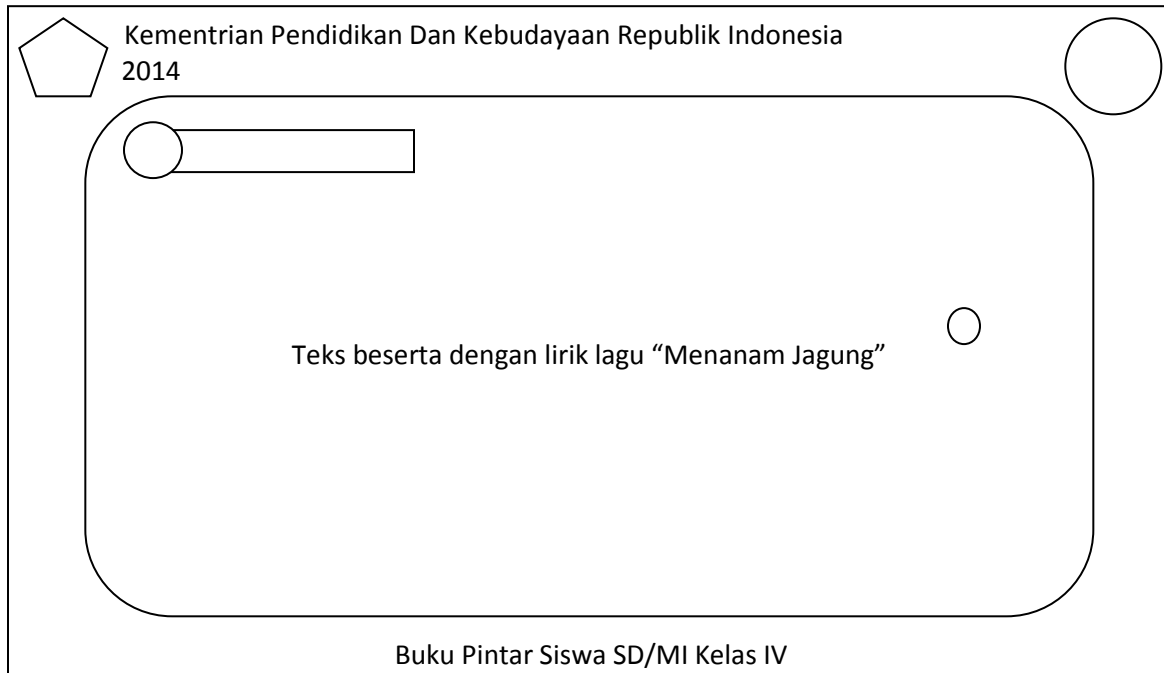 Kementrian Pendidikan Dan Kebudayaan Republik Indonesia
2014
Teks beserta dengan lirik lagu “Menanam Jagung”
Buku Pintar Siswa SD/MI Kelas IV